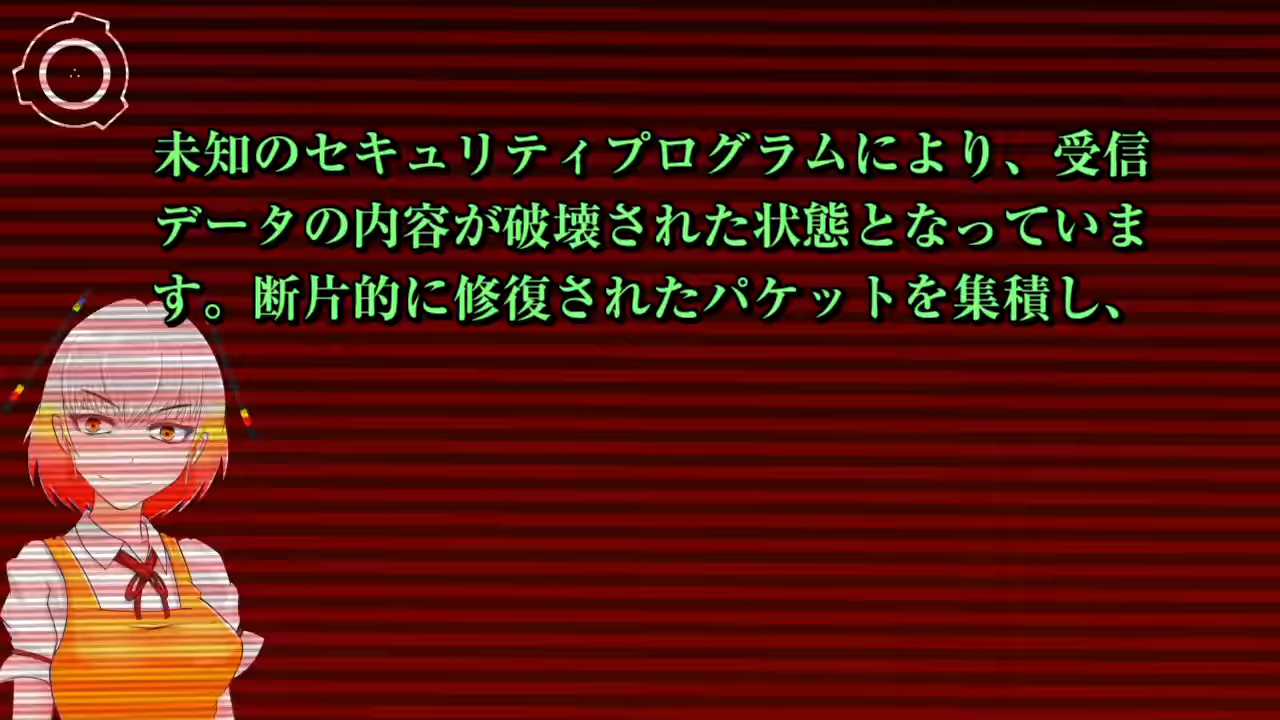 未知のセキュリティプログラムにより、受信
データの内容が破壊された状態となっていま
す。断片的に修復されたパケットを集積し、